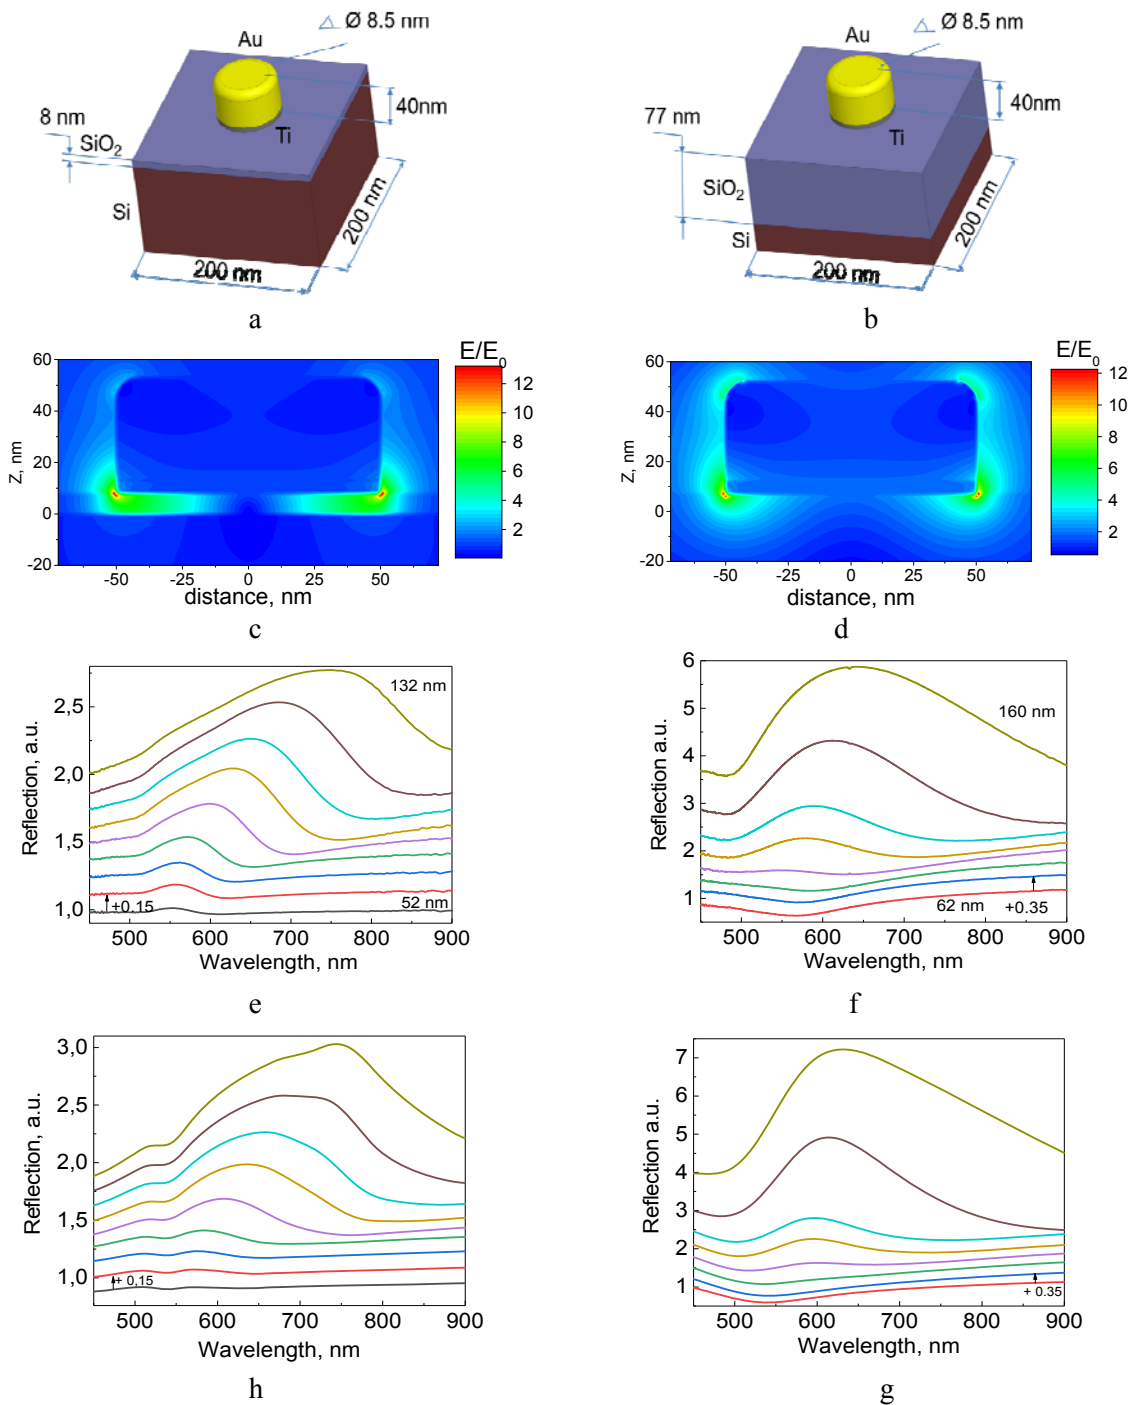 Au
△ Ø 8.5 nm
8 nm
SiO2
Ti
40nm
Si
200 nm
200 nm
a
Au
△ Ø 8.5 nm
77 nm
40nm
Ti
SiO2
Si
200 nm
200 nm
b
E/E0
60
40
20
0
-20
Z, nm
-50
-25
0
25
50
distance, nm
12
10
8
6
4
2
c
E/E0
60
40
20
0
-20
Z, nm
-50
-25
0
25
50
distance, nm
12
10
8
6
4
2
d
Reflection, a.u.
2,5
2,0
1,5
1,0
132 nm
+0.15
52 nm
500 600 700 800 900
Wavelength, nm
e
Reflection a.u.
6
5
4
3
2
1
160 nm
62 nm
+0.35
500 600 700 800 900
Wavelength, nm
f
Reflection, a.u.
3,0
2,5
2,0
1,5
1,0
+ 0,15
500 600 700 800 900
Wavelength, nm
h
Reflection a.u.
7
6
5
4
3
2
1
+ 0.35
500 600 700 800 900
Wavelength, nm
g